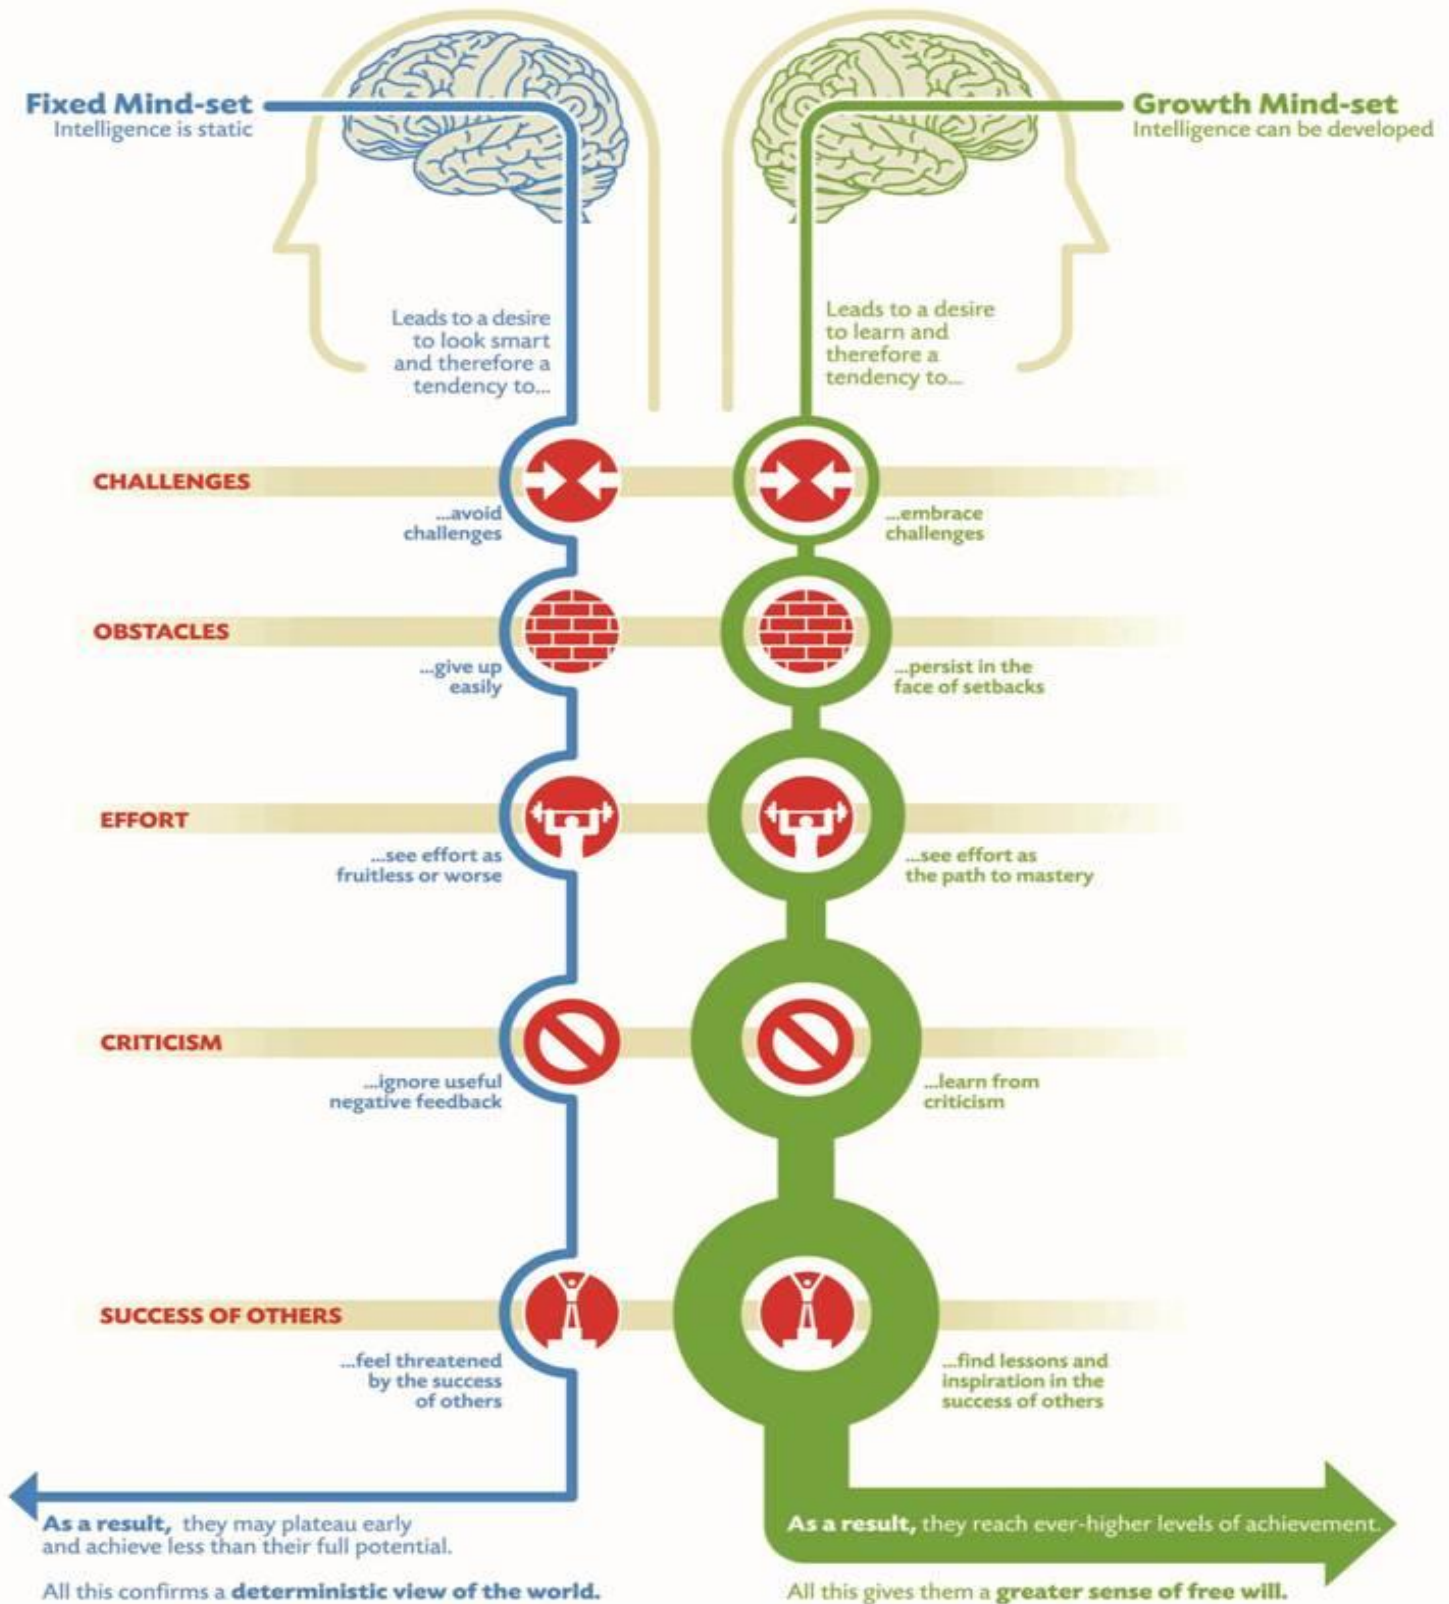 Fixed Mind-set
Intelligence is static
Growth Mind-set
Intelligence can be developed
Leads to a desire
to look smart
and therefore a
tendency to...
Leads to a desire
to learn and
therefore a
tendency to...
CHALLENGES
...avoid
challenges
...embrace
challenges
OBSTACLES
...give up
easily
...persist in the
face of setbacks
EFFORT
...see effort as
fruitless or worse
...see effort as
the path to mastery
CRITICISM
...ignore useful
negative feedback
...learn from
criticism
SUCCESS OF OTHERS
...feel threatened
by the success
of others
...find lessons and
inspiration in the
success of others
As a result, they may plateau early
and achieve less than their full potential.
All this confirms a deterministic view of the world.
As a result, they reach ever-higher levels of achievement.
All this gives them a greater sense of free will.